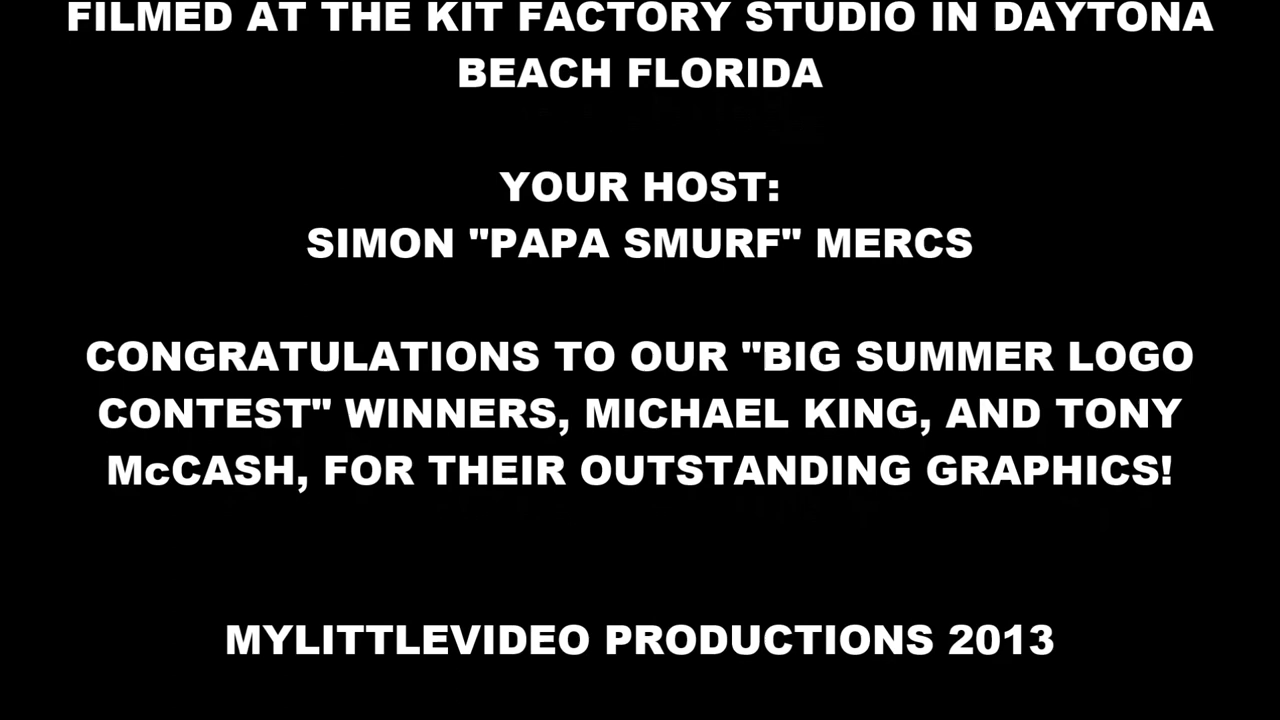 FILMED AT THE KIT FACTORY STUDIO IN DAYTONA
BEACH FLORIDA
YOUR HOST:
SIMON "PAPA SMURF" MERCS
CONGRATULATIONS TO OUR "BIG SUMMER LOGO
CONTEST" WINNERS, MICHAEL KING, AND TONY
McCASH, FOR THEIR OUTSTANDING GRAPHICS!
MYLITTLEVIDEO PRODUCTIONS 2013